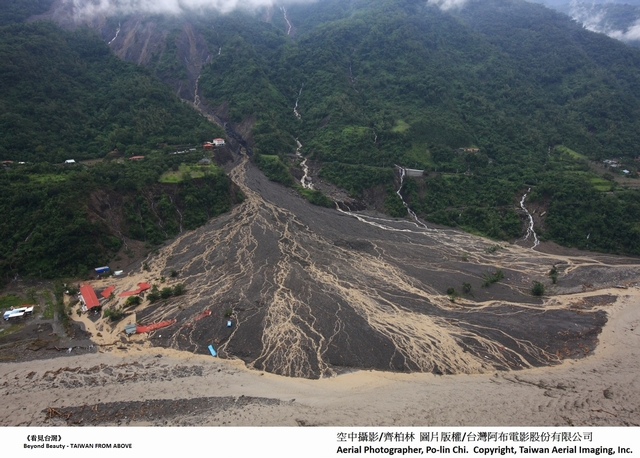 《看見台灣》
Beyond Beauty - TAIWAN FROM ABOVE
空中攝影/齊柏林 圖片版權/台灣阿布電影股份有限公司
Aerial Photographer, Po-lin Chi. Copyright, Taiwan Aerial Imaging, Inc.